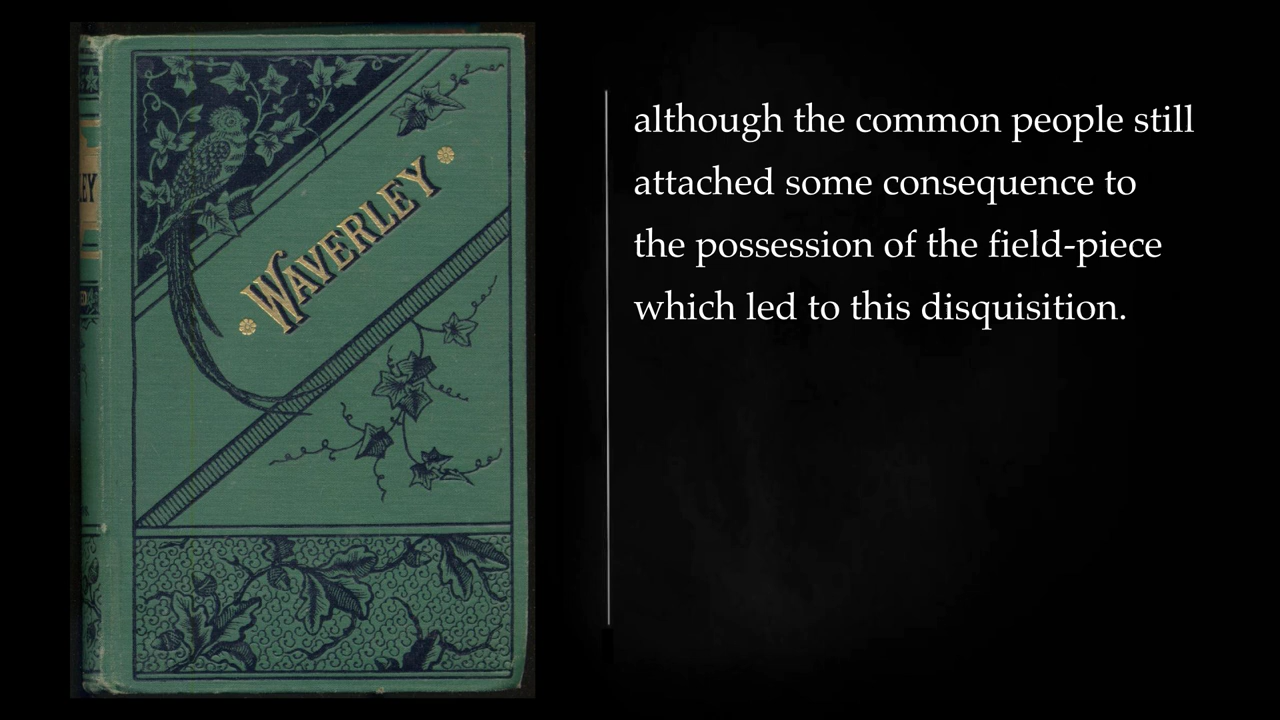 WAVERLEY
EY
although the common people still
attached some consequence to
the possession of the field-piece
which led to this disquisition.